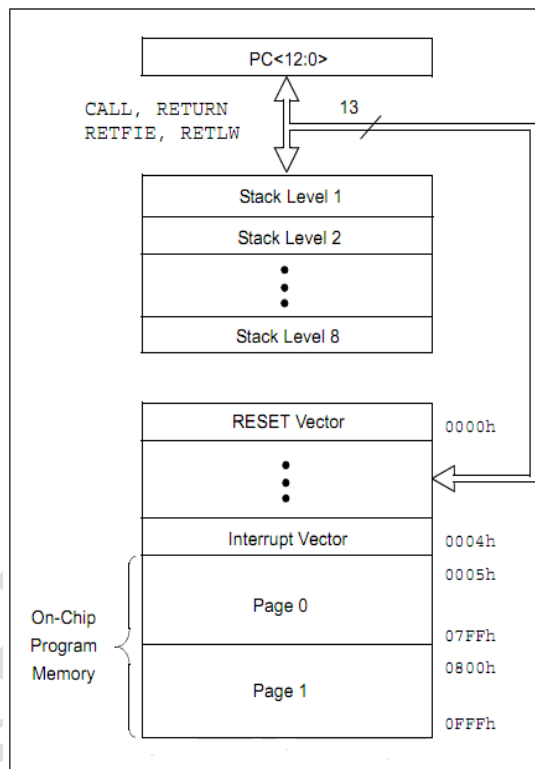 PC<12:0>
CALL, RETURN
RETFIE, RETLW
13
Stack Level 1
Stack Level 2
Stack Level 8
RESET Vector
0000h
Interrupt Vector
0004h
0005h
On-Chip
Program
Memory
Page 0
07FFh
0800h
Page 1
0FFFh